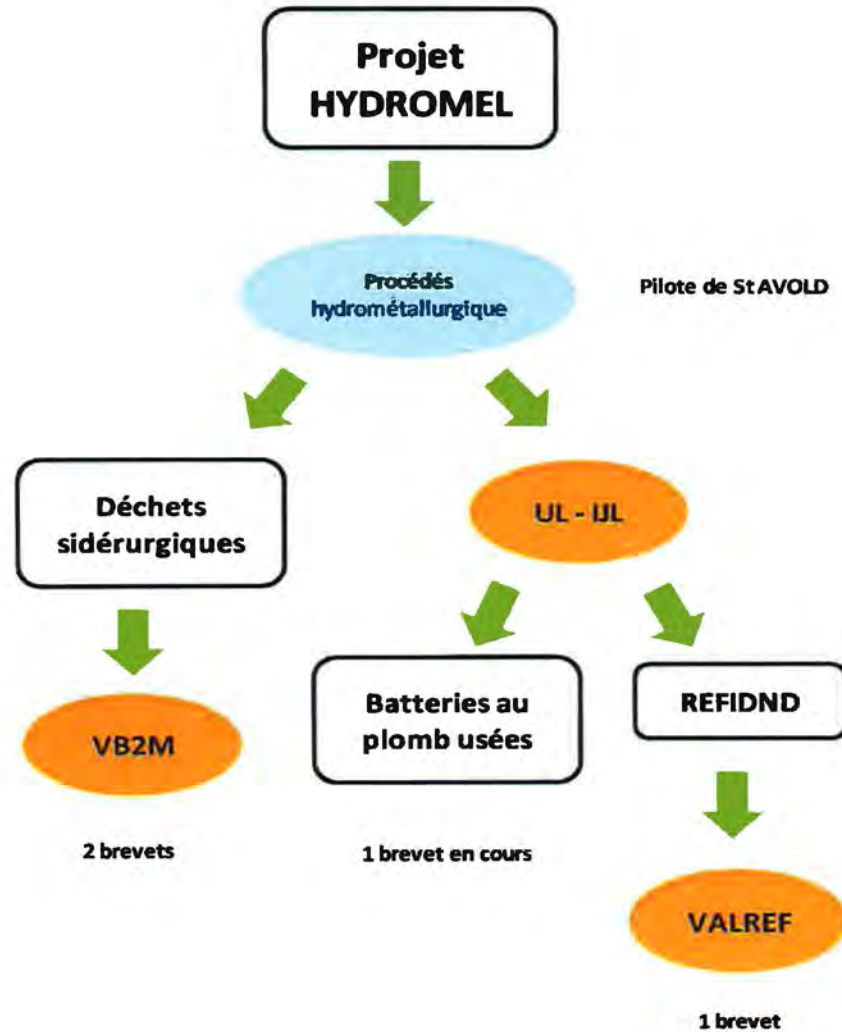 Projet
HYDROMEL
Procédés
hydrométallurgique
Pilote de St AVOLD
Déchets
sidérurgiques
UL - IJL
Batteries au
plomb usées
REFIDND
VB2M
2 brevets
1 brevet en cours
VALREF
1 brevet